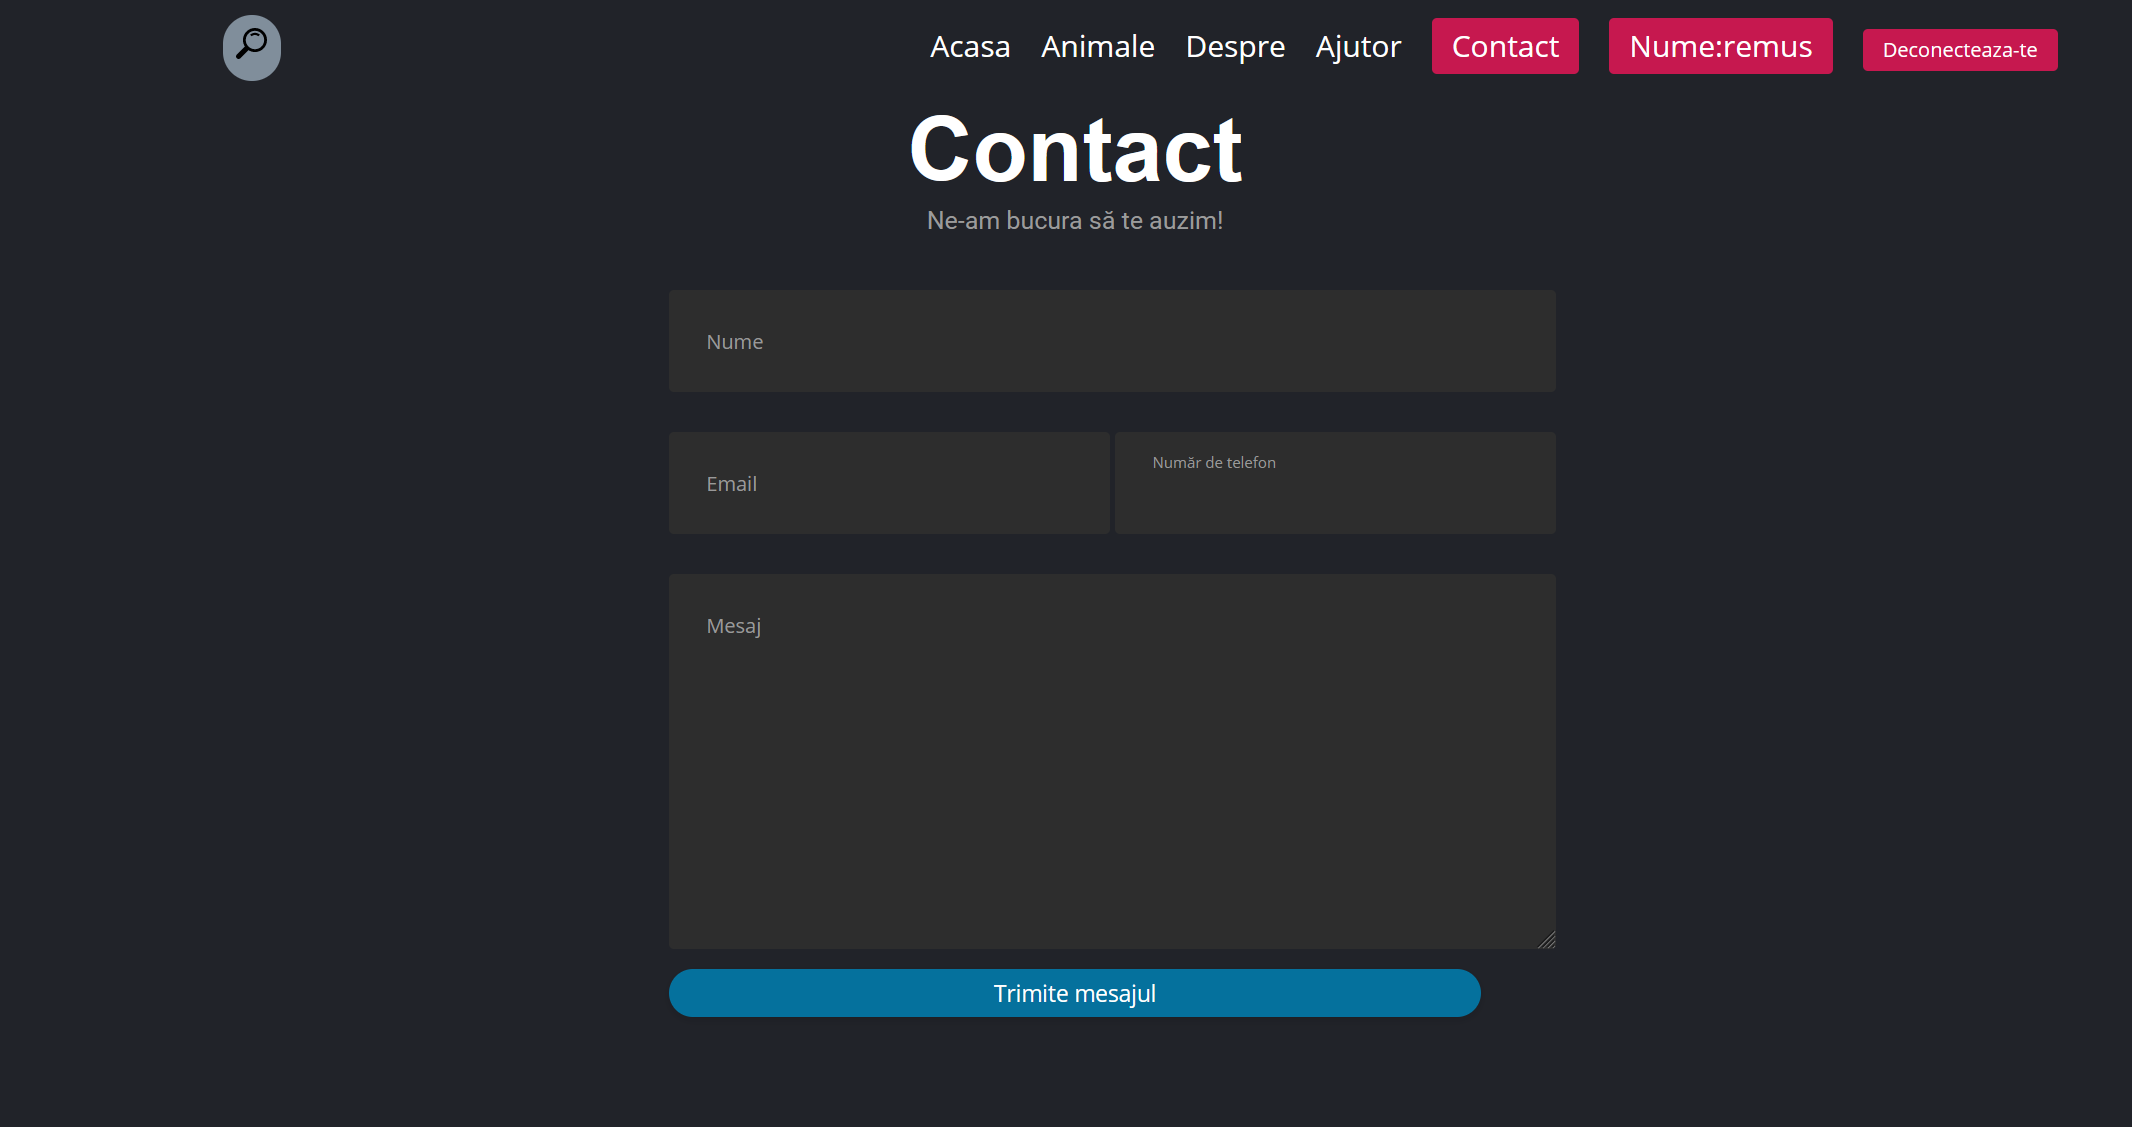 Acasa Animale Despre Ajutor Contact Nume:remus Deconecteaza-te
Contact
Ne-am bucura să te auzim!
Nume
Email Număr de telefon
Mesaj
Trimite mesajul